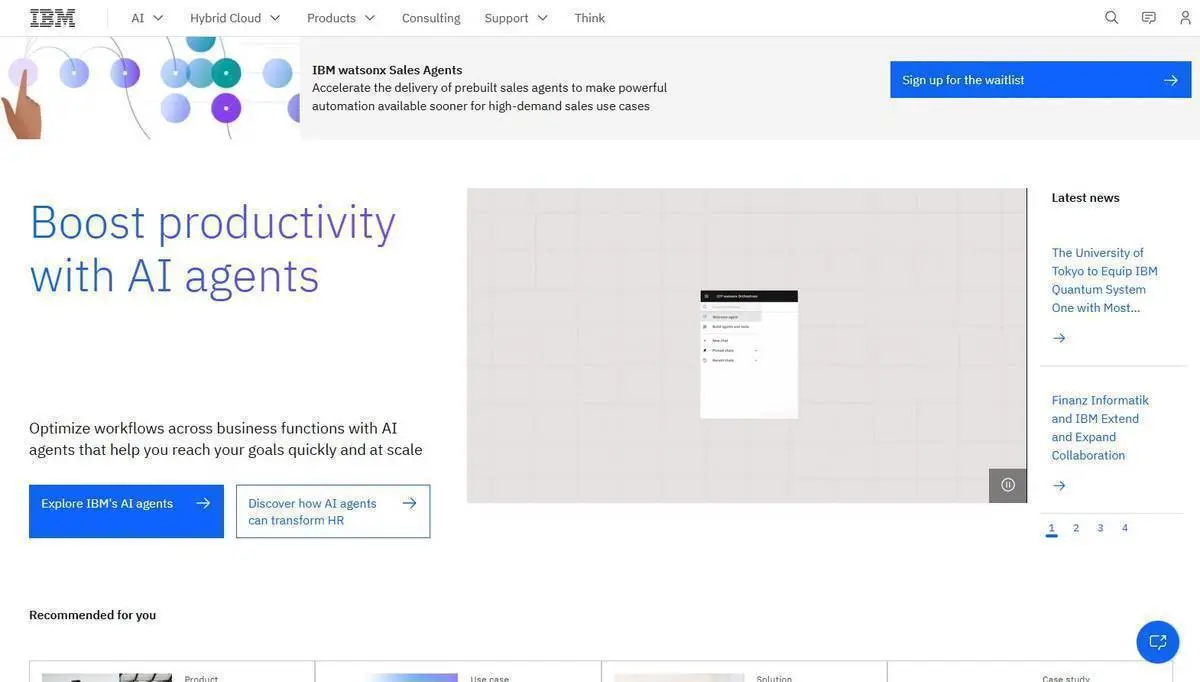 IBM
AI
Hybrid Cloud
Products
Consulting
Support
Think
IBM watsonx Sales Agents
Accelerate the delivery of prebuilt sales agents to make powerful
automation available sooner for high-demand sales use cases
Sign up for the waitlist
Boost productivity
with AI agents
Optimize workflows across business functions with AI
agents that help you reach your goals quickly and at scale
Explore IBM's AI agents
Discover how AI agents
can transform HR
New chat
Latest news
The University of
Tokyo to Equip IBM
Quantum System
One with Most...
Finanz Informatik
and IBM Extend
and Expand
Collaboration
1 2 3 4
Recommended for you
Product
Use case
Solution
Case study